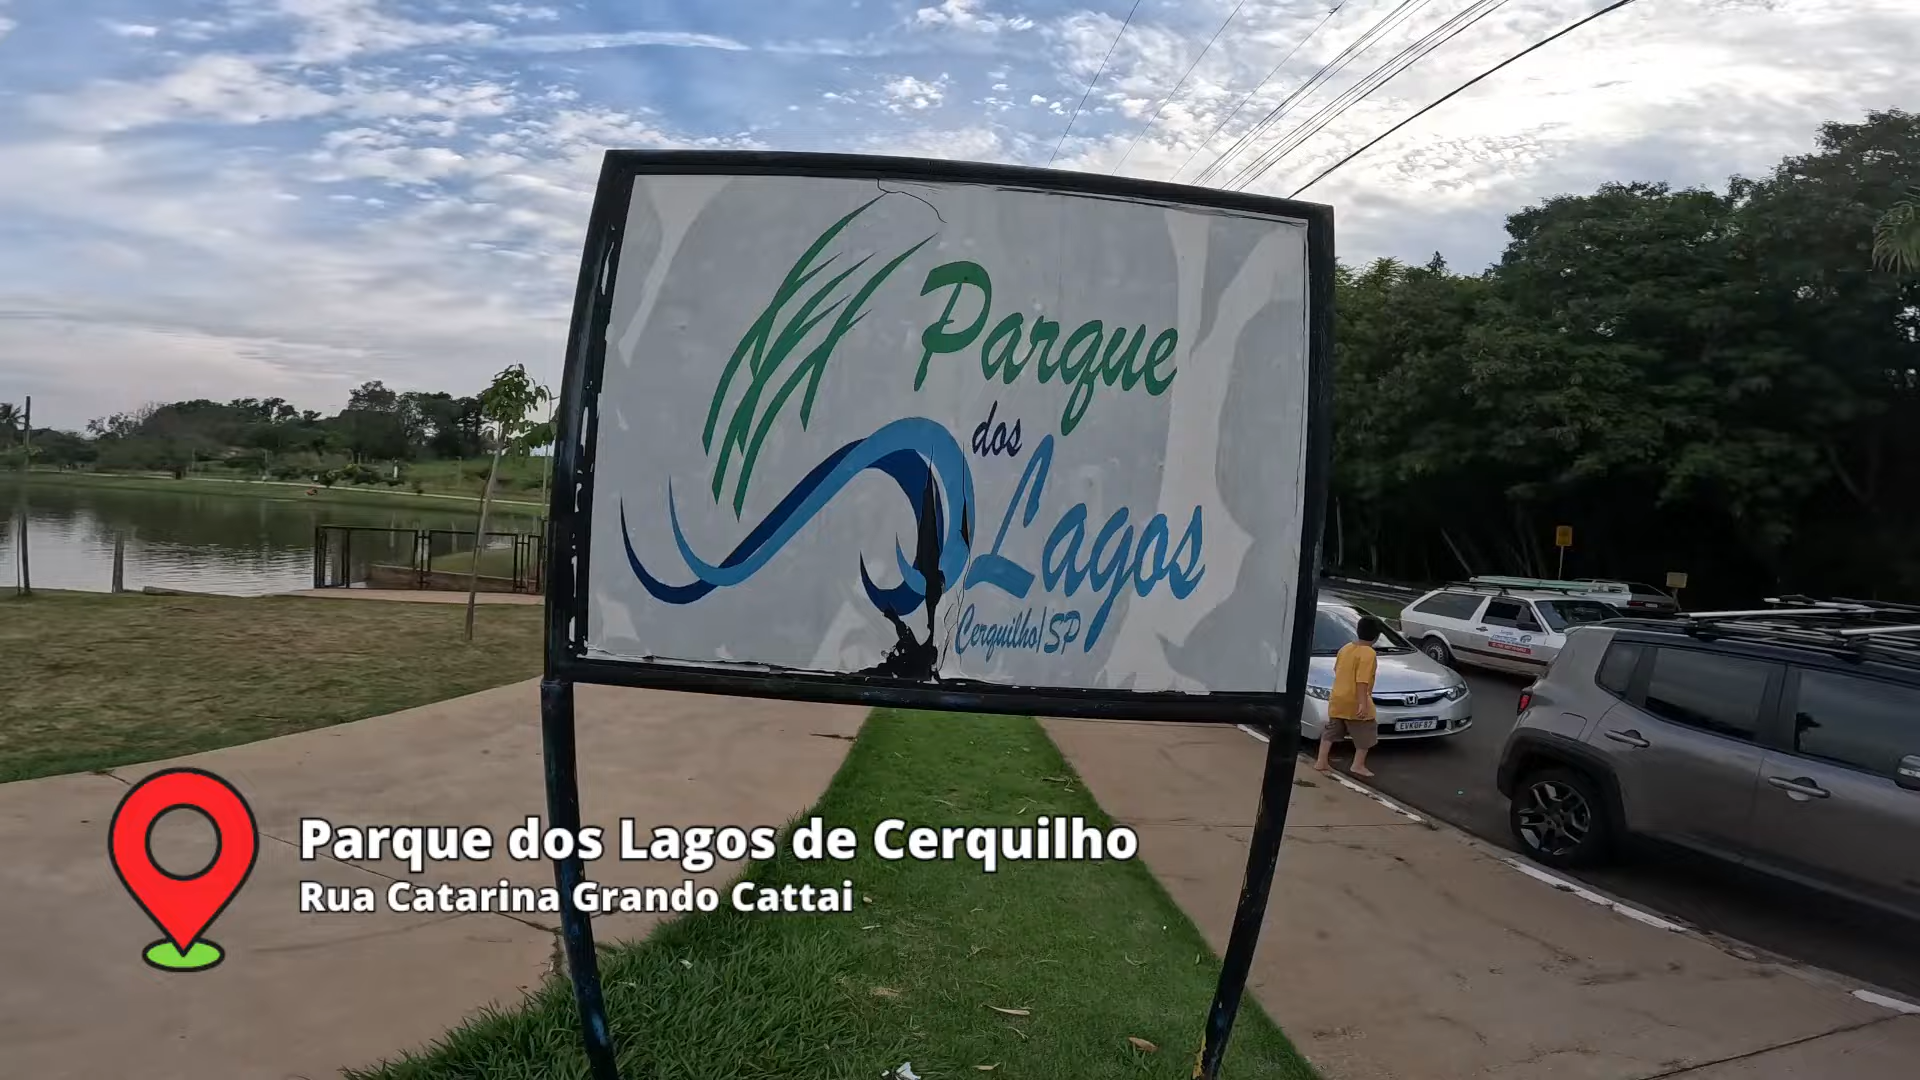 Parque
dos
Lagos
Cerquilho/SP
Parque dos Lagos de Cerquilho
Rua Catarina Grando Cattai